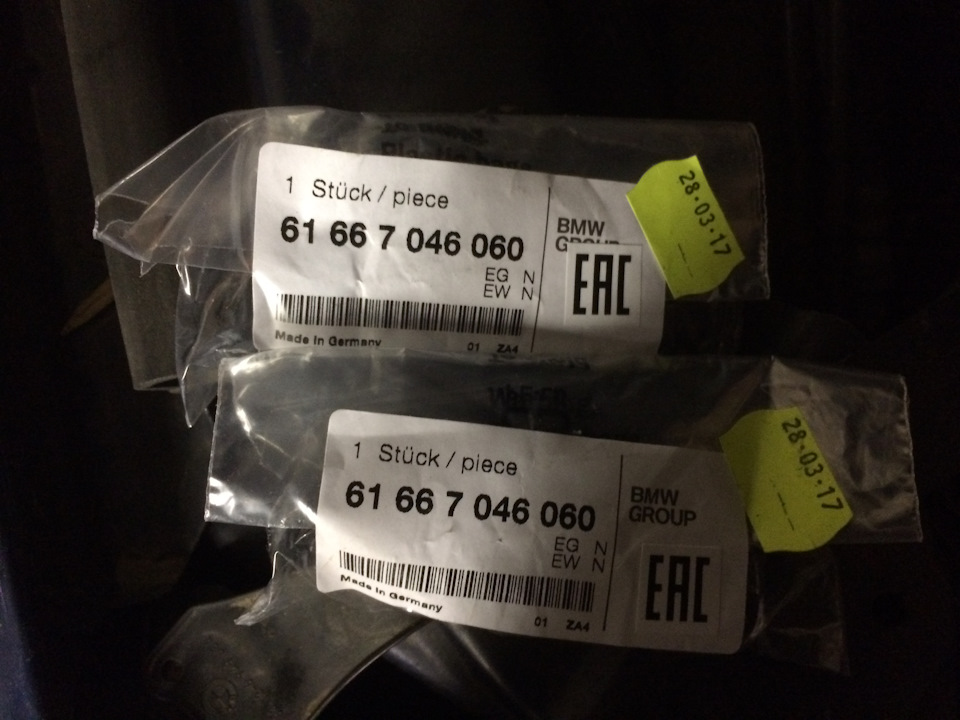 1 Stück / piece
61 66 7 046 060
EG N
EW N
Made in Germany
01 ZA4
BMW
GROUP
EAC
28·03·17
1 Stück / piece
61 66 7 046 060
EG N
EW N
Made in Germany
01 ZA4
BMW
GROUP
EAC
28·03·17